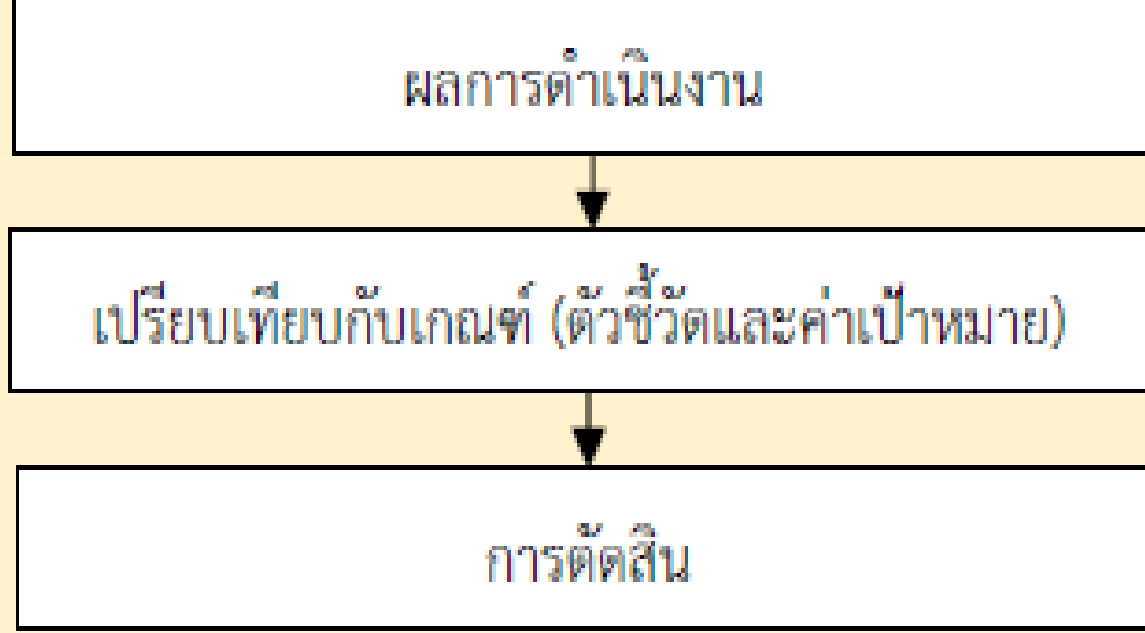 ผลการดำเนินงาน
เปรียบเทียบกับเกณฑ์ (ตัวชี้วัดและค่าเป้าหมาย)
การตัดสิน